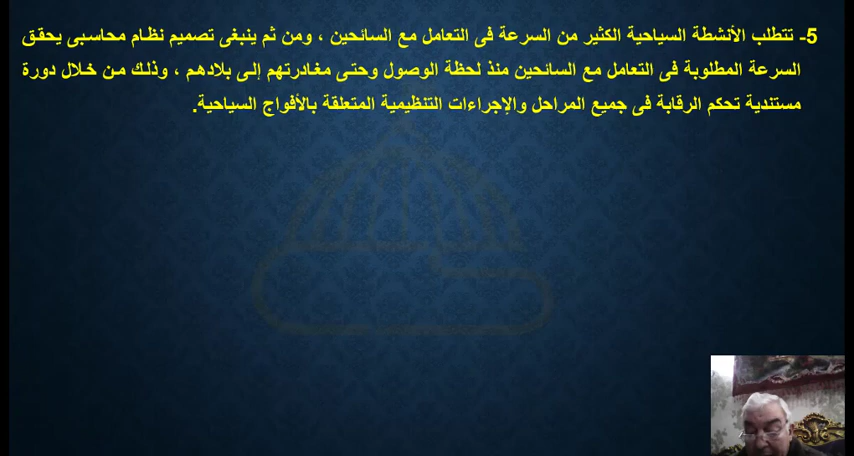 5- تتطلب الأنشطة السياحية الكثير من السرعة فى التعامل مع السائحين ، ومن ثم ينبغى تصميم نظام محاسبى يحقق
السرعة المطلوبة فى التعامل مع السائحين منذ لحظة الوصول وحتى مغادرتهم إلى بلادهم ، وذلك من خلال دورة
مستندية تحكم الرقابة فى جميع المراحل والإجراءات التنظيمية المتعلقة بالأفواج السياحية.